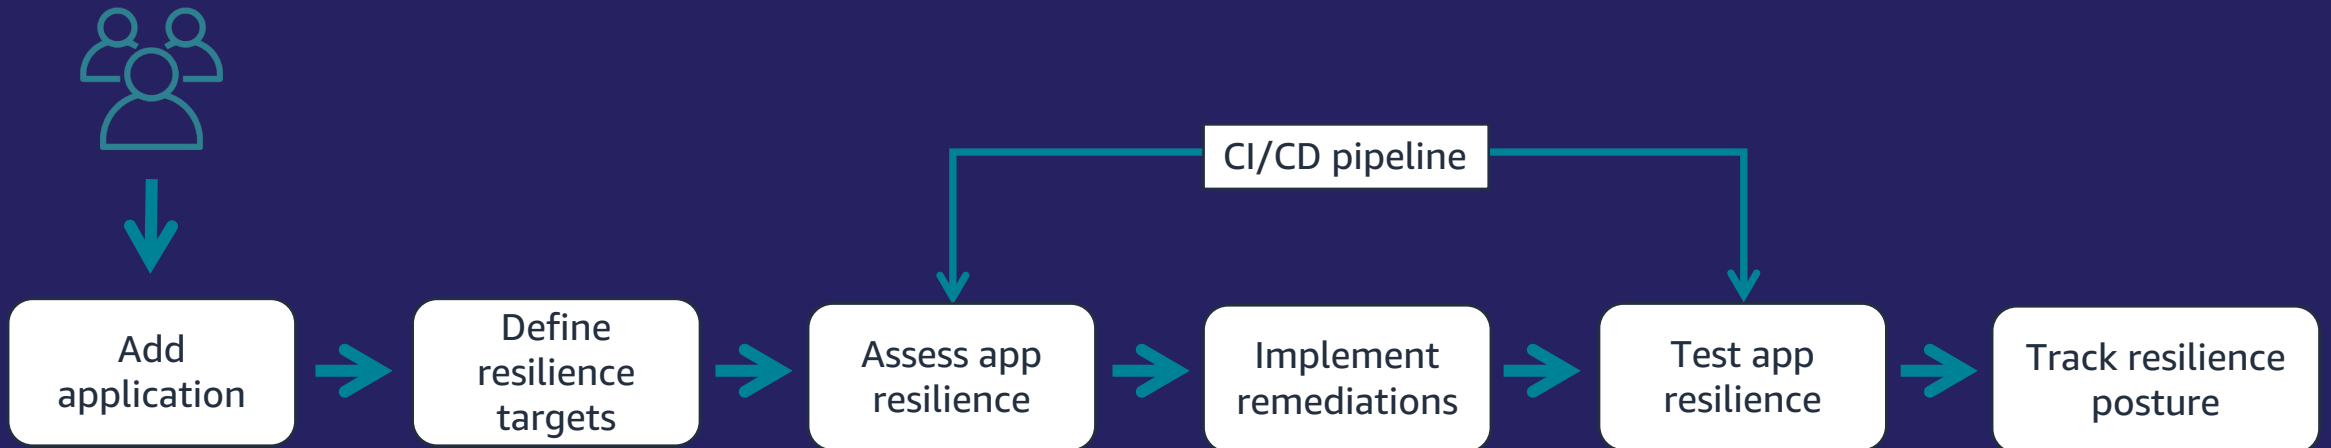 CI/CD pipeline
Add
application
Define
resilience
targets
Assess app
resilience
Implement
remediations
Test app
resilience
Track resilience
posture